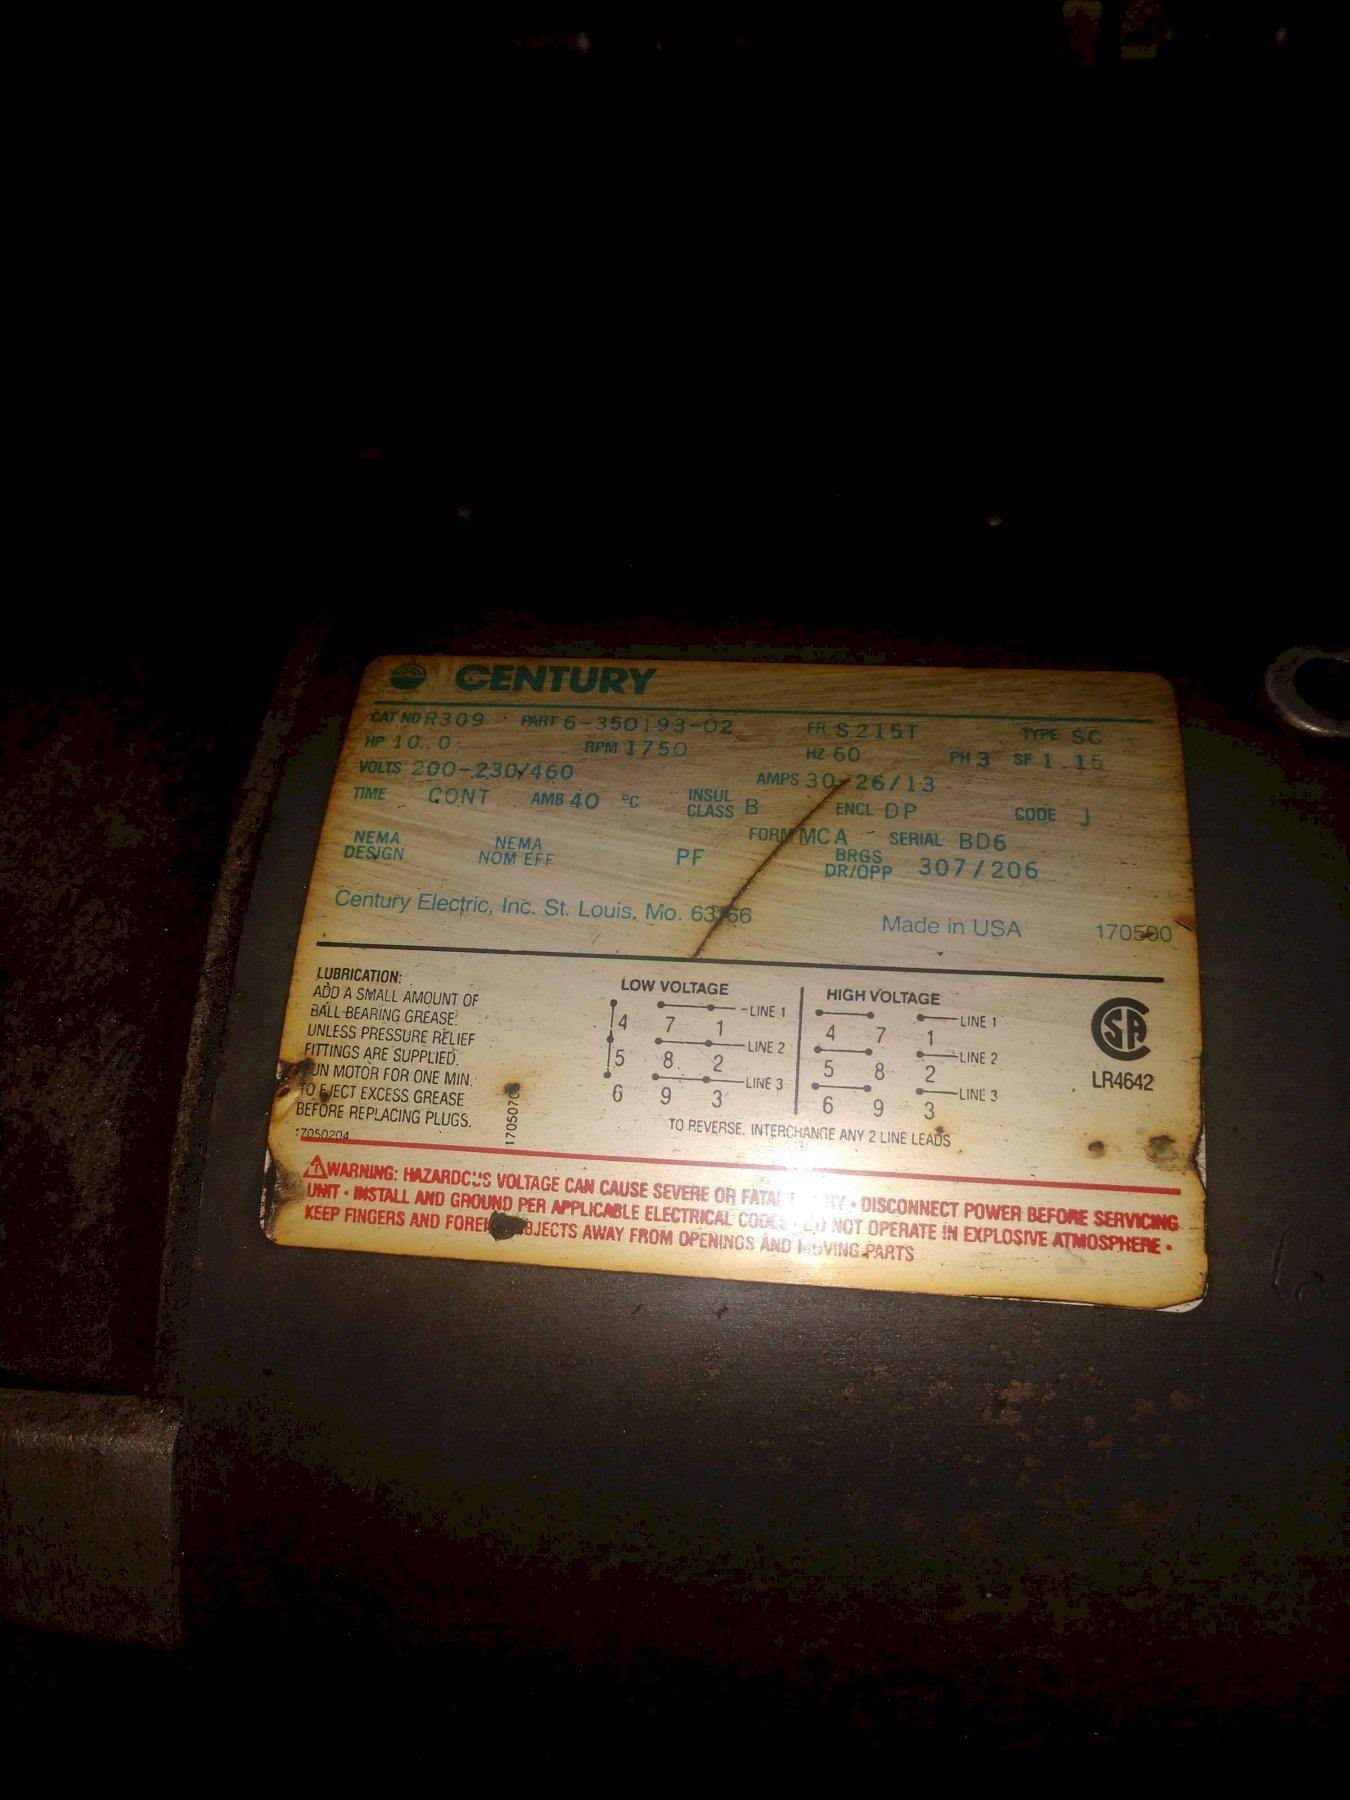 CENTURY
CAT NO R309 PART 6-350193-02 FR S215T TYPE SC
HP 10.0 RPM 1750 HZ 60 PH 3 SF 1.15
VOLTS 200-230/460 AMPS 30-26/13
TIME CONT AMB 40 °C INSUL CLASS B ENCL DP CODE J
FORM MCA SERIAL BD6
NEMA DESIGN NEMA NOM EFF PF BRGS DR/OPP 307/206
Century Electric, Inc. St. Louis, Mo. Made in USA
LUBRICATION:
ADD A SMALL AMOUNT OF
BALL-BEARING GREASE.
UNLESS PRESSURE RELIEF
FITTINGS ARE SUPPLIED,
RUN MOTOR FOR ONE MIN.
TO EJECT EXCESS GREASE
BEFORE REPLACING PLUGS.
17050204
LOW VOLTAGE
4 7 1 LINE 1
5 8 2 LINE 2
6 9 3 LINE 3
HIGH VOLTAGE
4 7 1 LINE 1
5 8 2 LINE 2
6 9 3 LINE 3
TO REVERSE, INTERCHANGE ANY 2 LINE LEADS
SA
LR4642
WARNING: HAZARDOUS VOLTAGE CAN CAUSE SEVERE OR FATAL • DISCONNECT POWER BEFORE SERVICING
UNIT • INSTALL AND GROUND PER APPLICABLE ELECTRICAL CODES • DO NOT OPERATE IN EXPLOSIVE ATMOSPHERE •
KEEP FINGERS AND FOREIGN OBJECTS AWAY FROM OPENINGS AND MOVING PARTS